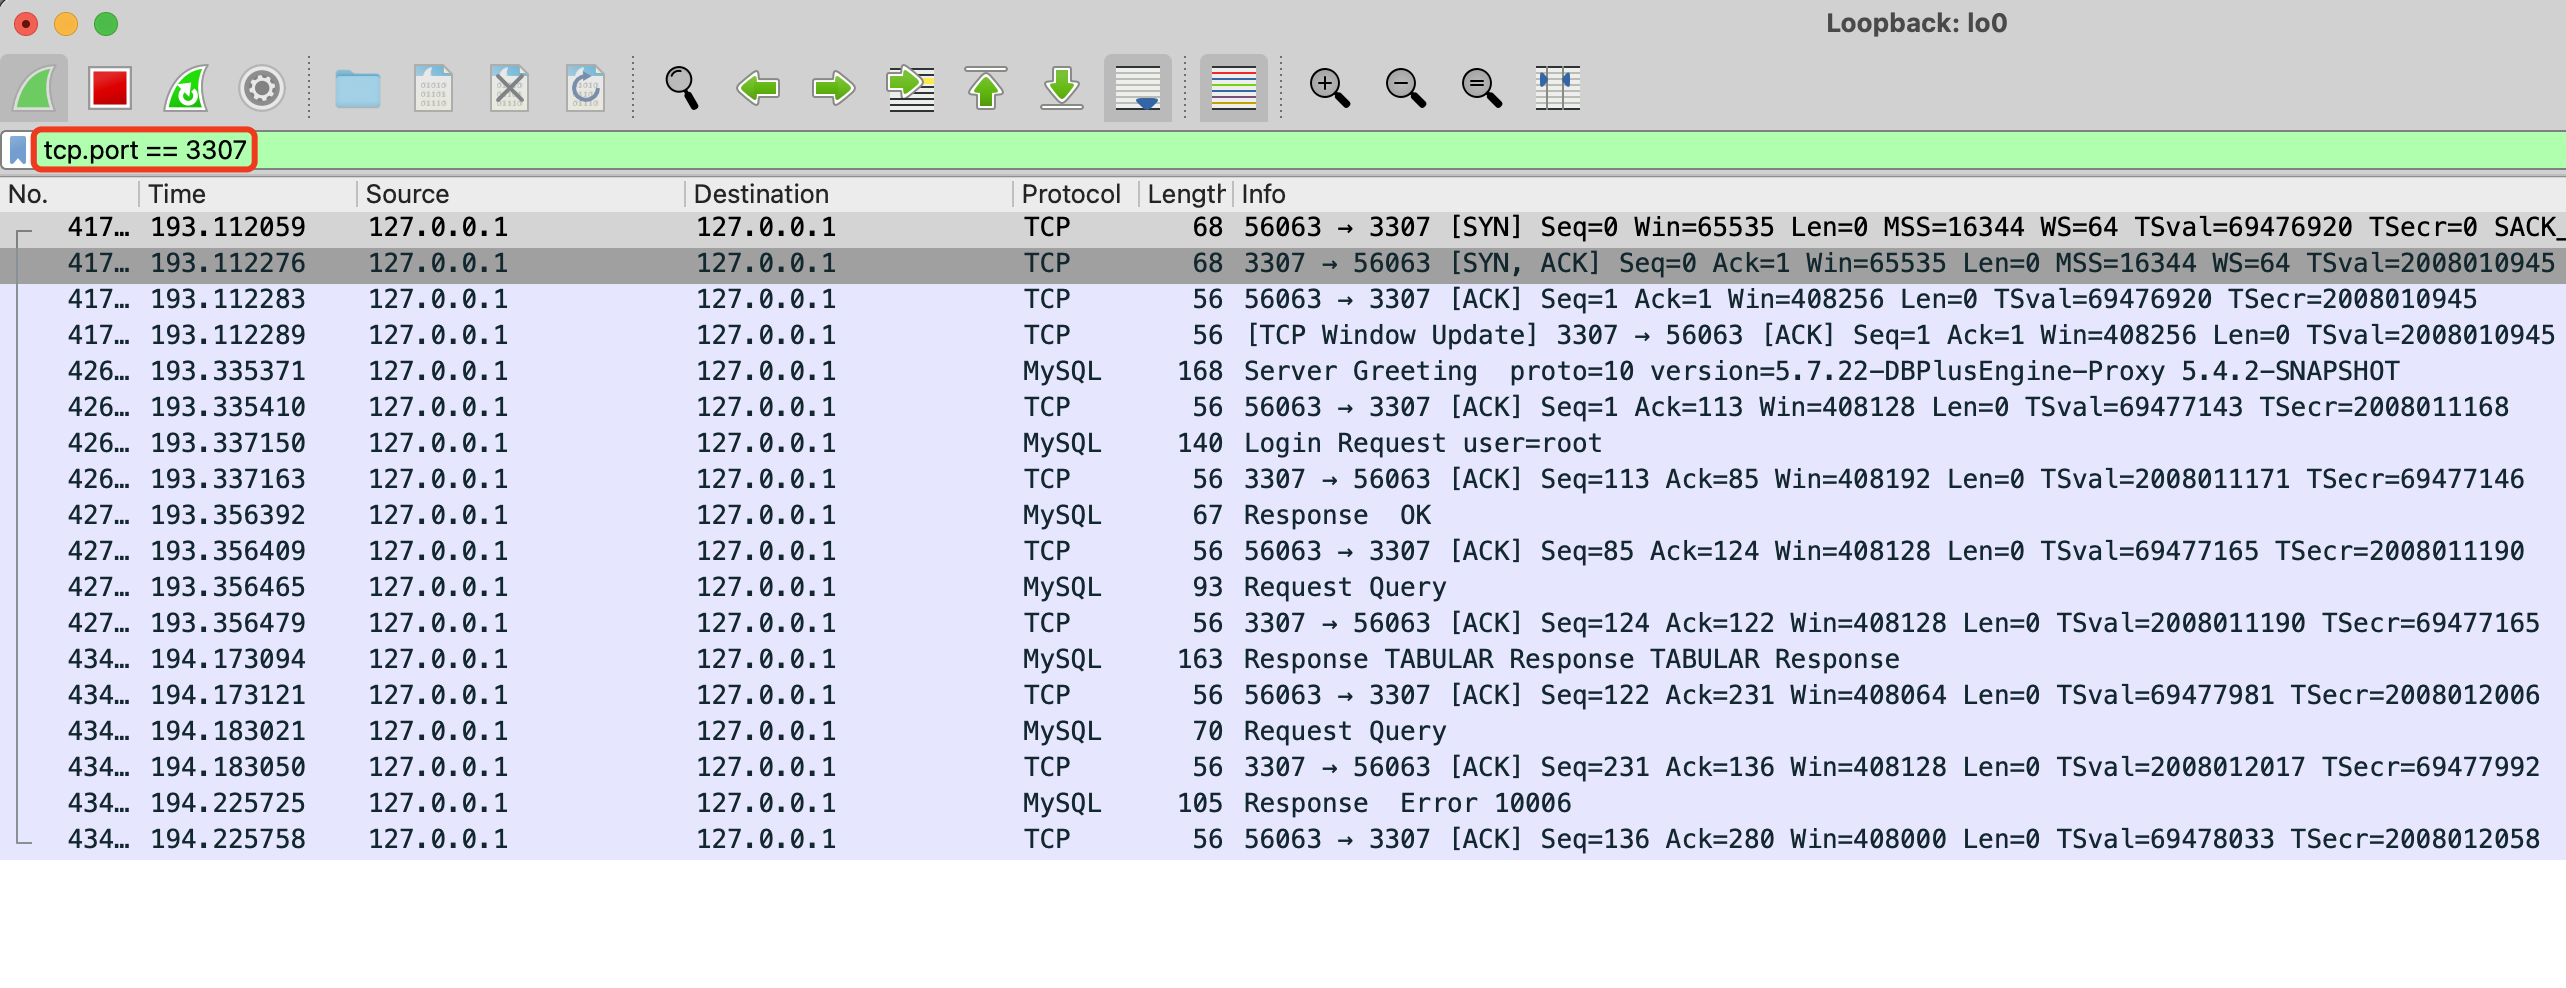 Loopback: lo0
tcp.port == 3307
No. Time Source Destination Protocol Length Info
417… 193.112059 127.0.0.1 127.0.0.1 TCP 68 56063 → 3307 [SYN] Seq=0 Win=65535 Len=0 MSS=16344 WS=64 TSval=69476920 TSecr=0 SACK_
417… 193.112276 127.0.0.1 127.0.0.1 TCP 68 3307 → 56063 [SYN, ACK] Seq=0 Ack=1 Win=65535 Len=0 MSS=16344 WS=64 TSval=2008010945
417… 193.112283 127.0.0.1 127.0.0.1 TCP 56 56063 → 3307 [ACK] Seq=1 Ack=1 Win=408256 Len=0 TSval=69476920 TSecr=2008010945
417… 193.112289 127.0.0.1 127.0.0.1 TCP 56 [TCP Window Update] 3307 → 56063 [ACK] Seq=1 Ack=1 Win=408256 Len=0 TSval=2008010945
426… 193.335371 127.0.0.1 127.0.0.1 MySQL 168 Server Greeting  proto=10 version=5.7.22-DBPlusEngine-Proxy 5.4.2-SNAPSHOT
426… 193.335410 127.0.0.1 127.0.0.1 TCP 56 56063 → 3307 [ACK] Seq=1 Ack=113 Win=408128 Len=0 TSval=69477143 TSecr=2008011168
426… 193.337150 127.0.0.1 127.0.0.1 MySQL 140 Login Request user=root
426… 193.337163 127.0.0.1 127.0.0.1 TCP 56 3307 → 56063 [ACK] Seq=113 Ack=85 Win=408192 Len=0 TSval=2008011171 TSecr=69477146
427… 193.356392 127.0.0.1 127.0.0.1 MySQL 67 Response  OK
427… 193.356409 127.0.0.1 127.0.0.1 TCP 56 56063 → 3307 [ACK] Seq=85 Ack=124 Win=408128 Len=0 TSval=69477165 TSecr=2008011190
427… 193.356465 127.0.0.1 127.0.0.1 MySQL 93 Request Query
427… 193.356479 127.0.0.1 127.0.0.1 TCP 56 3307 → 56063 [ACK] Seq=124 Ack=122 Win=408128 Len=0 TSval=2008011190 TSecr=69477165
434… 194.173094 127.0.0.1 127.0.0.1 MySQL 163 Response TABULAR Response TABULAR Response
434… 194.173121 127.0.0.1 127.0.0.1 TCP 56 56063 → 3307 [ACK] Seq=122 Ack=231 Win=408064 Len=0 TSval=69477981 TSecr=2008012006
434… 194.183021 127.0.0.1 127.0.0.1 MySQL 70 Request Query
434… 194.183050 127.0.0.1 127.0.0.1 TCP 56 3307 → 56063 [ACK] Seq=231 Ack=136 Win=408128 Len=0 TSval=2008012017 TSecr=69477992
434… 194.225725 127.0.0.1 127.0.0.1 MySQL 105 Response  Error 10006
434… 194.225758 127.0.0.1 127.0.0.1 TCP 56 56063 → 3307 [ACK] Seq=136 Ack=280 Win=408000 Len=0 TSval=69478033 TSecr=2008012058